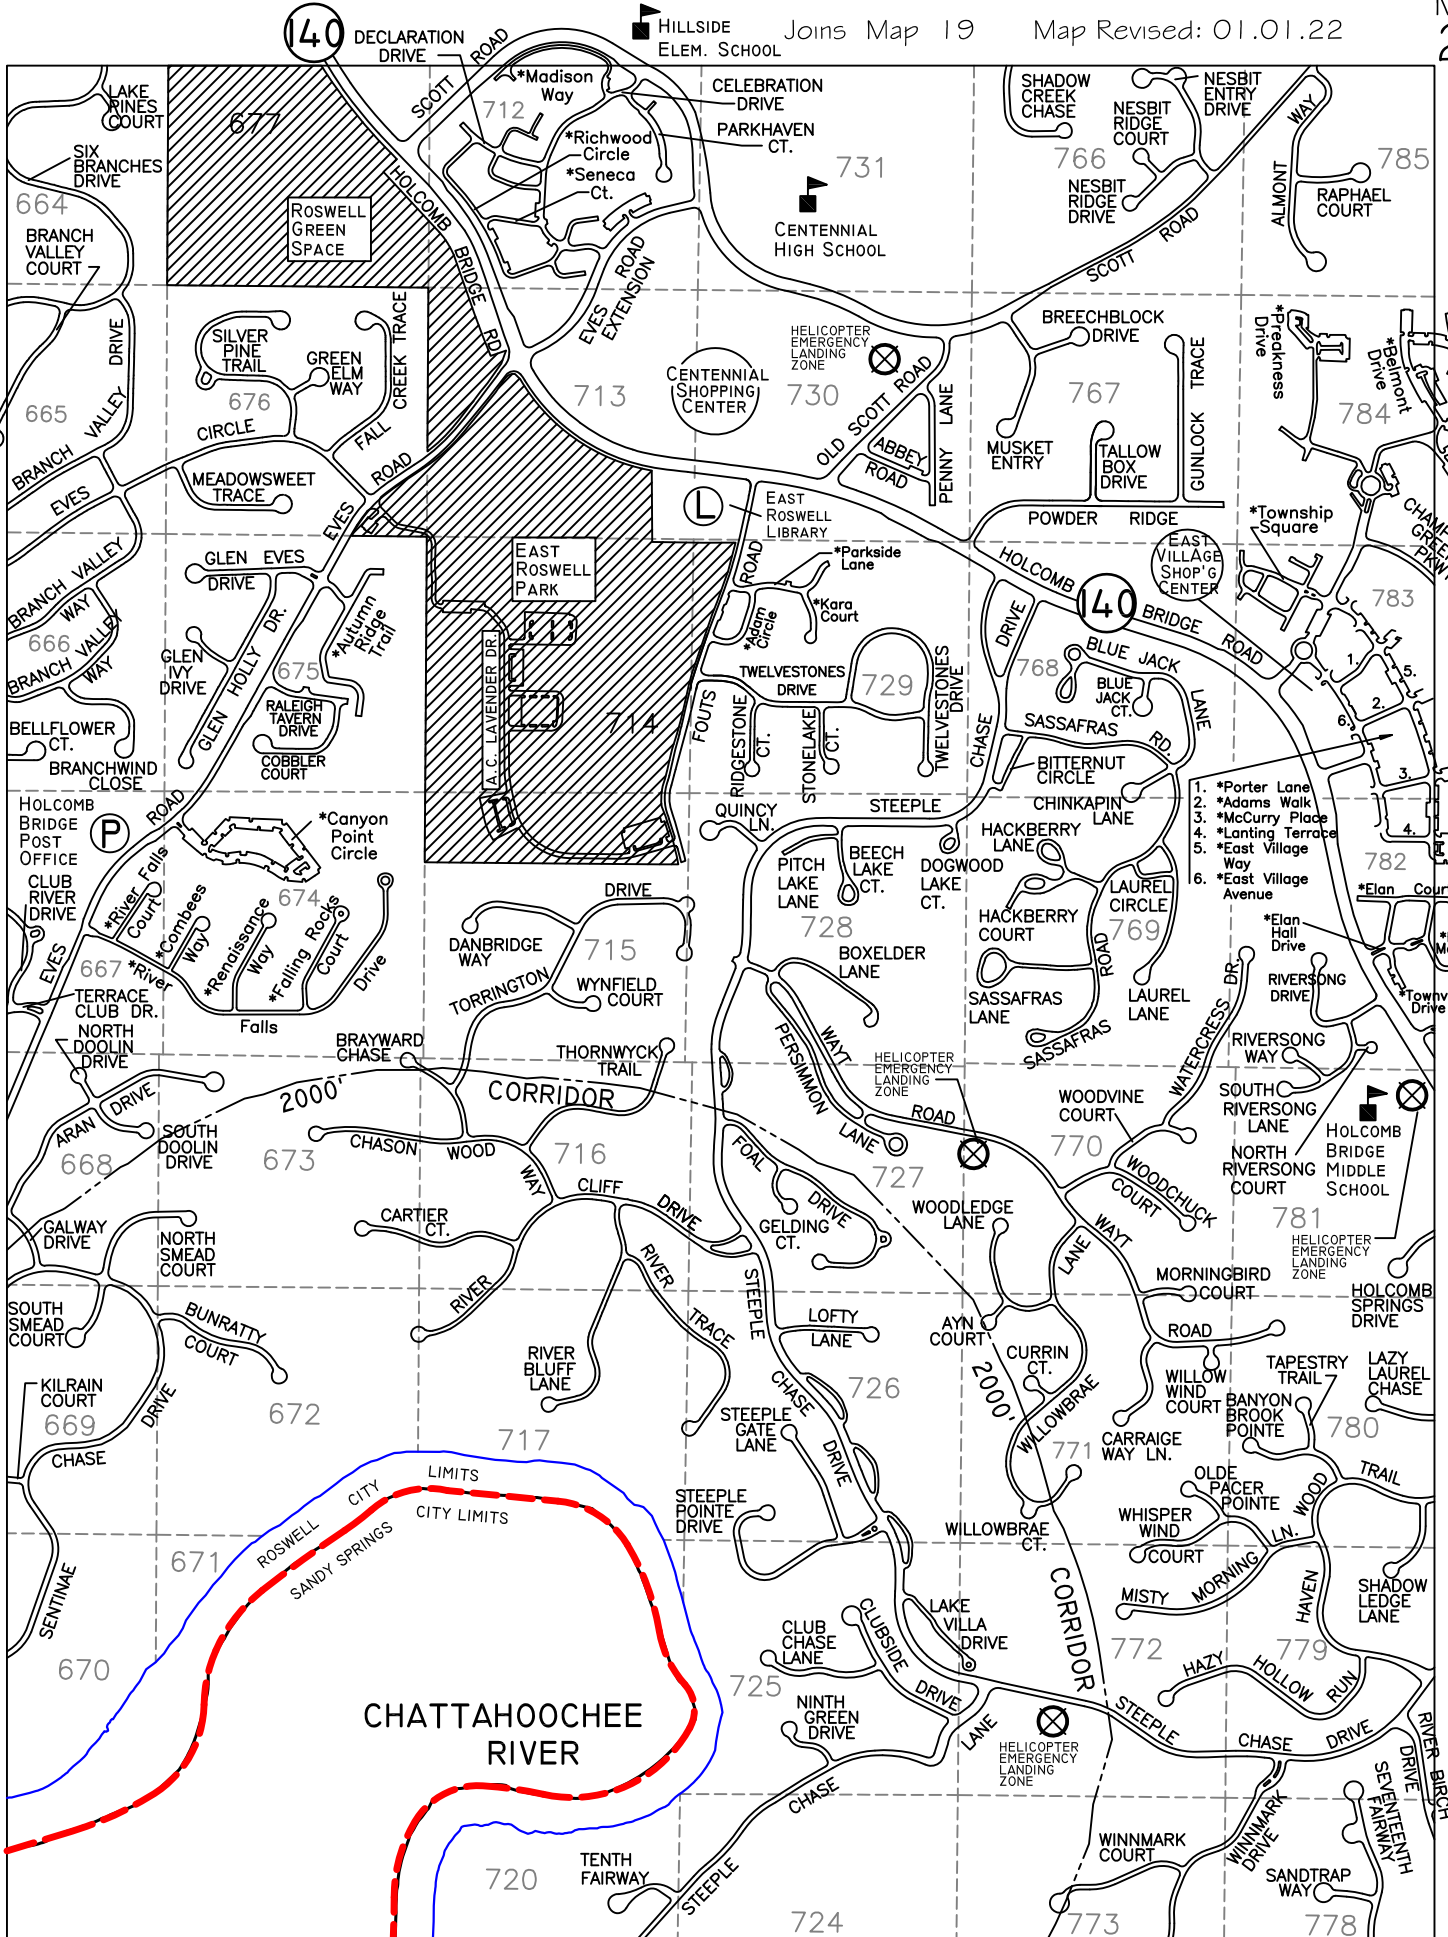 140
DECLARATION
DRIVE
HILLSIDE
ELEM. SCHOOL
Joins Map 19
Map Revised: 01.01.22
LAKE
PINES
COURT
677
SCOTT ROAD
712
*Madison
Way
CELEBRATION
DRIVE
PARKHAVEN
CT.
*Richwood
Circle
*Seneca
Ct.
731
CENTENNIAL
HIGH SCHOOL
SHADOW
CREEK
CHASE
NESBIT
ENTRY
DRIVE
NESBIT
RIDGE
COURT
766
NESBIT
RIDGE
DRIVE
ALMONT WAY
785
RAPHAEL
COURT
SCOTT ROAD
SIX
BRANCHES
DRIVE
664
BRANCH
VALLEY
COURT
ROSWELL
GREEN
SPACE
HOLCOMB BRIDGE RD
EVES ROAD
EXTENSION
BRANCH VALLEY DRIVE
665
SILVER
PINE
TRAIL
GREEN
ELM
WAY
676
FALL CREEK TRACE
EVES CIRCLE
MEADOWSWEET
TRACE
EVES ROAD
713
CENTENNIAL
SHOPPING
CENTER
730
HELICOPTER
EMERGENCY
LANDING
ZONE
OLD SCOTT ROAD
ABBEY
ROAD
PENNY LANE
BREECHBLOCK
DRIVE
767
MUSKET
ENTRY
TALLOW
BOX
DRIVE
GUNLOCK TRACE
POWDER RIDGE
*Preakness
Drive
*Belmont
Drive
784
L
EAST
ROSWELL
LIBRARY
EAST
ROSWELL
PARK
EAST
VILLAGE
SHOP'G
CENTER
*Township
Square
783
HOLCOMB BRIDGE ROAD
140
BRANCH VALLEY
WAY
666
BRANCH VALLEY
WAY
GLEN EVES
DRIVE
GLEN
IVY
DRIVE
GLEN HOLLY DR.
675
*Autumn
Ridge
Trail
RALEIGH
TAVERN
DRIVE
COBBLER
COURT
A.C. LAVENDER DR.
714
FOUTS ROAD
*Parkside
Lane
*Kara
Court
*Adam
Circle
TWELVESTONES
DRIVE
729
TWELVESTONES
DRIVE
RIDGESTONE
CT.
STONELAKE
CT.
768
BLUE JACK LANE
BLUE
JACK
CT.
SASSAFRAS RD.
BITTERNUT
CIRCLE
CHINKAPIN
LANE
STEEPLE CHASE DRIVE
1.
2.
3.
4.
5.
6.
1. *Porter Lane
2. *Adams Walk
3. *McCurry Place
4. *Lanting Terrace
5. *East Village
Way
6. *East Village
Avenue
782
BELLFLOWER
CT.
BRANCHWIND
CLOSE
HOLCOMB
BRIDGE
POST
OFFICE
P
ROAD
*Canyon
Point
Circle
CLUB
RIVER
DRIVE
674
*River Falls
Court
*Combees
Way
*Renaissance
Way
*Falling Rocks
Court
*River Falls Drive
EVES
667
TERRACE
CLUB DR.
QUINCY
LN.
PITCH
LAKE
LANE
BEECH
LAKE
CT.
DOGWOOD
LAKE
CT.
728
BOXELDER
LANE
HACKBERRY
LANE
HACKBERRY
COURT
LAUREL
CIRCLE
769
SASSAFRAS
LANE
SASSAFRAS ROAD
LAUREL
LANE
*Elan
Hall
Drive
RIVERSONG
DRIVE
DANBRIDGE
WAY
715
TORRINGTON DRIVE
WYNFIELD
COURT
BRAYWARD
CHASE
THORNWYCK
TRAIL
2000' CORRIDOR
NORTH
DOOLIN
DRIVE
ARAN DRIVE
SOUTH
DOOLIN
DRIVE
668
673
CHASON WOOD WAY
716
PERSIMMON LANE
WAYT ROAD
HELICOPTER
EMERGENCY
LANDING
ZONE
WATERCRESS DR.
RIVERSONG
WAY
SOUTH
RIVERSONG
LANE
WOODVINE
COURT
770
WOODCHUCK
COURT
NORTH
RIVERSONG
COURT
HOLCOMB
BRIDGE
MIDDLE
SCHOOL
781
HELICOPTER
EMERGENCY
LANDING
ZONE
HOLCOMB
SPRINGS
DRIVE
GALWAY
DRIVE
NORTH
SMEAD
COURT
SOUTH
SMEAD
COURT
BUNRATTY
COURT
KILRAIN
COURT
669
CHASE DRIVE
672
CARTIER
CT.
RIVER CLIFF DRIVE
RIVER TRACE
RIVER
BLUFF
LANE
717
FOAL DRIVE
727
GELDING
CT.
STEEPLE CHASE DRIVE
LOFTY
LANE
726
WOODLEDGE
LANE
WAYT ROAD
AYN
COURT
CURRIN
CT.
WILLOWBRAE LANE
771
WILLOWBRAE
CT.
2000' CORRIDOR
MORNINGBIRD
COURT
WILLOW
WIND
COURT
CARRAIGE
WAY LN.
TAPESTRY
TRAIL
BANYON
BROOK
POINTE
LAZY
LAUREL
CHASE
780
OLDE
PACER
POINTE
WOOD TRAIL
WHISPER
WIND
COURT
MISTY MORNING LN.
HAVEN
SHADOW
LEDGE
LANE
STEEPLE
GATE
LANE
STEEPLE
POINTE
DRIVE
ROSWELL CITY LIMITS
SANDY SPRINGS CITY LIMITS
671
SENTINAE
670
CHATTAHOOCHEE
RIVER
CLUB
CHASE
LANE
CLUBSIDE DRIVE
LAKE
VILLA
DRIVE
725
NINTH
GREEN
DRIVE
STEEPLE CHASE LANE
HELICOPTER
EMERGENCY
LANDING
ZONE
772
779
HAZY HOLLOW RUN
STEEPLE CHASE DRIVE
RIVER BIRCH
DRIVE
SEVENTEENTH
FAIRWAY
WINNMARK
COURT
WINNMARK
DRIVE
SANDTRAP
WAY
720
TENTH
FAIRWAY
724
773
778